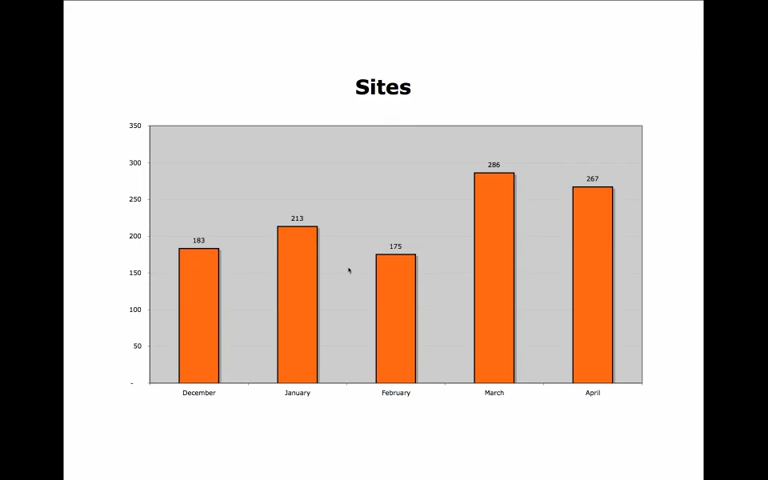 Sites
350
300
250
200
150
100
50
-
183
213
175
286
267
December
January
February
March
April